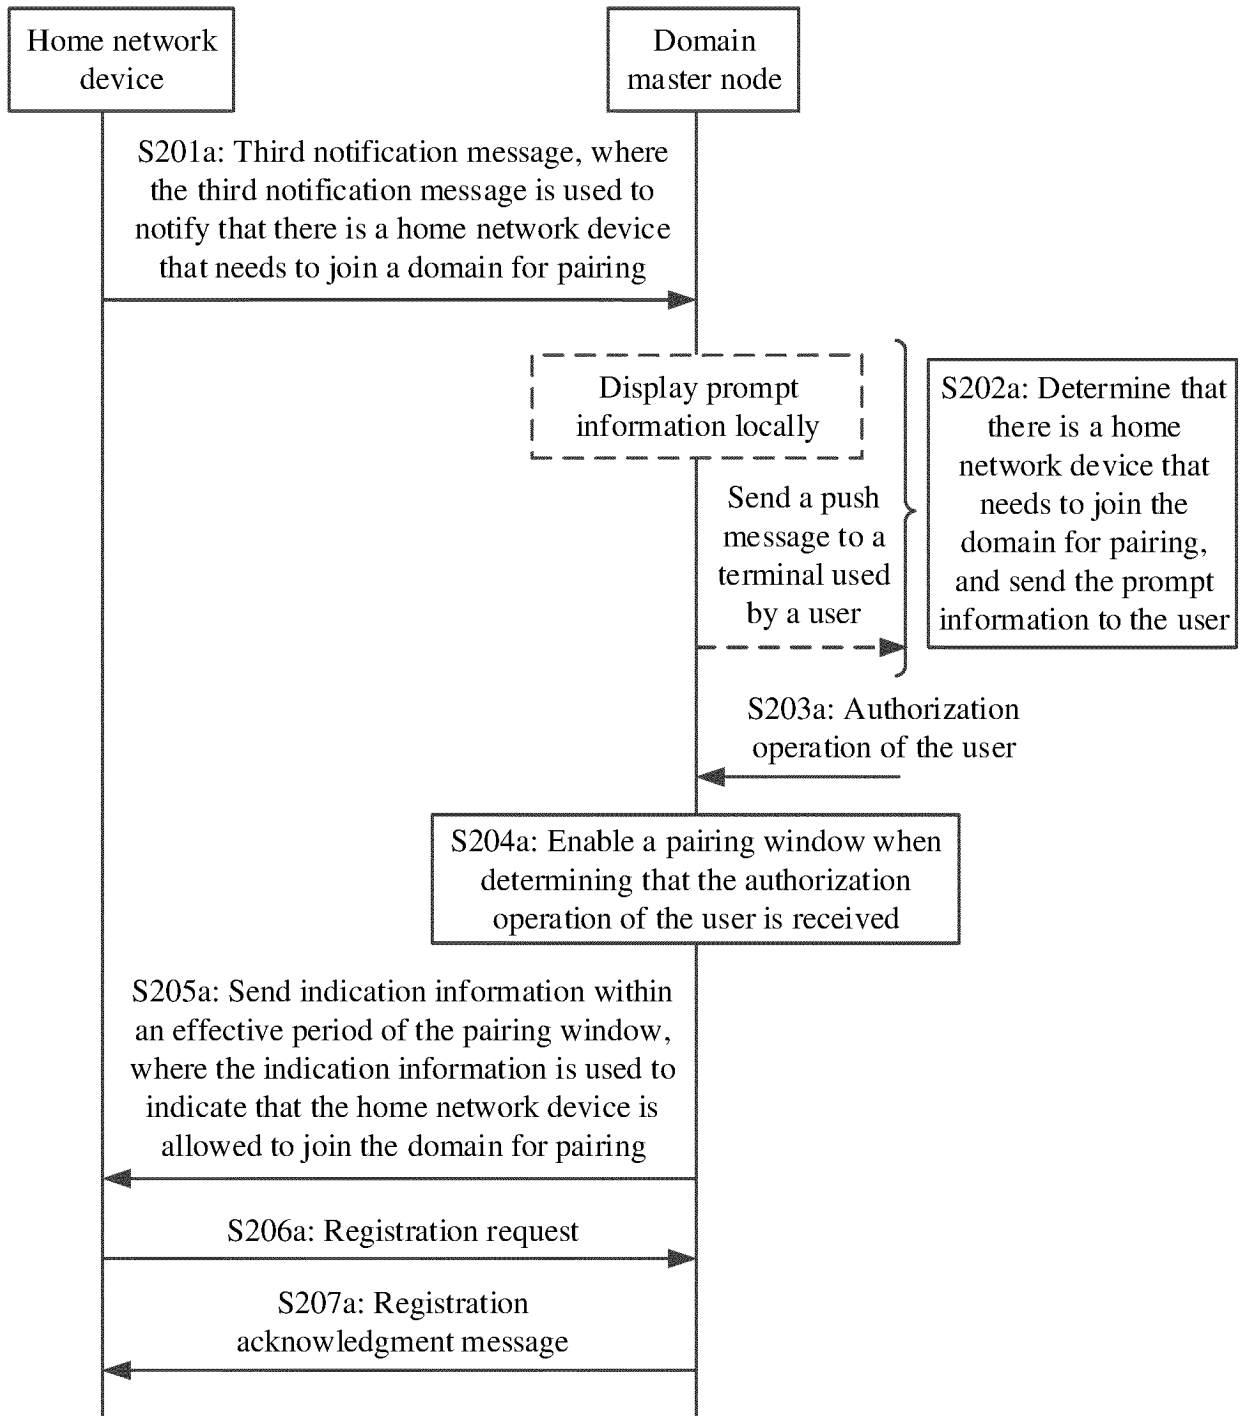 Home network
device
Domain
master node
S201a: Third notification message, where
the third notification message is used to
notify that there is a home network device
that needs to join a domain for pairing
Display prompt
information locally
Send a push
message to a
terminal used
by a user
S202a: Determine that
there is a home
network device that
needs to join the
domain for pairing,
and send the prompt
information to the user
S203a: Authorization
operation of the user
S204a: Enable a pairing window when
determining that the authorization
operation of the user is received
S205a: Send indication information within
an effective period of the pairing window,
where the indication information is used to
indicate that the home network device is
allowed to join the domain for pairing
S206a: Registration request
S207a: Registration
acknowledgment message